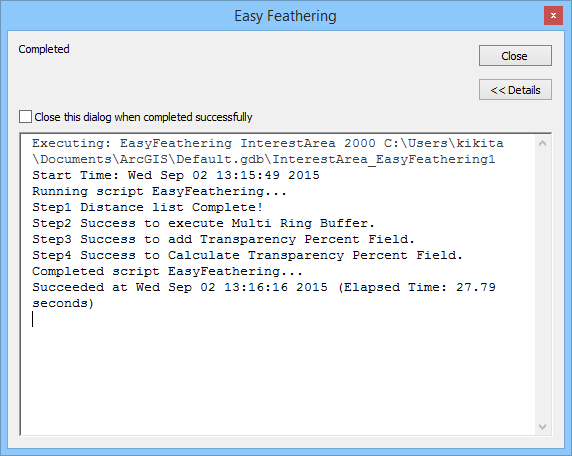 Easy Feathering
x
Completed
Close
<< Details
Close this dialog when completed successfully
Executing: EasyFeathering InterestArea 2000 C:\Users\kikita
\Documents\ArcGIS\Default.gdb\InterestArea_EasyFeathering1
Start Time: Wed Sep 02 13:15:49 2015
Running script EasyFeathering...
Step1 Distance list Complete!
Step2 Success to execute Multi Ring Buffer.
Step3 Success to add Transparency Percent Field.
Step4 Success to Calculate Transparency Percent Field.
Completed script EasyFeathering...
Succeeded at Wed Sep 02 13:16:16 2015 (Elapsed Time: 27.79
seconds)